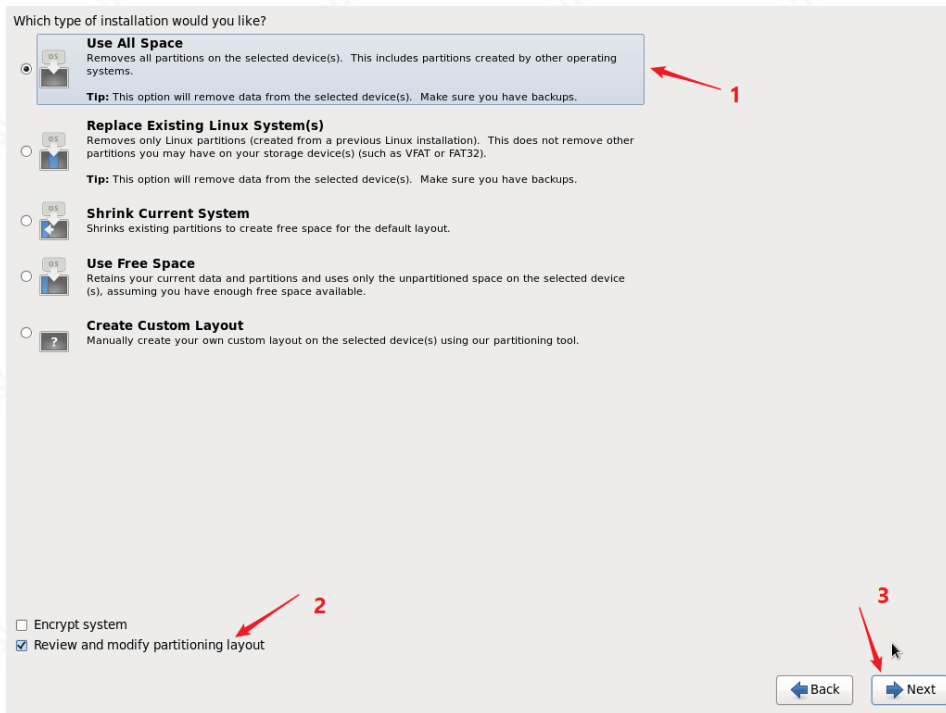 Which type of installation would you like?
Use All Space
Removes all partitions on the selected device(s). This includes partitions created by other operating
systems.
Tip: This option will remove data from the selected device(s). Make sure you have backups.
1
Replace Existing Linux System(s)
Removes only Linux partitions (created from a previous Linux installation). This does not remove other
partitions you may have on your storage device(s) (such as VFAT or FAT32).
Tip: This option will remove data from the selected device(s). Make sure you have backups.
Shrink Current System
Shrinks existing partitions to create free space for the default layout.
Use Free Space
Retains your current data and partitions and uses only the unpartitioned space on the selected device
(s), assuming you have enough free space available.
Create Custom Layout
Manually create your own custom layout on the selected device(s) using our partitioning tool.
OS
OS
OS
OS
?
2
3
Encrypt system
Review and modify partitioning layout
Back
Next